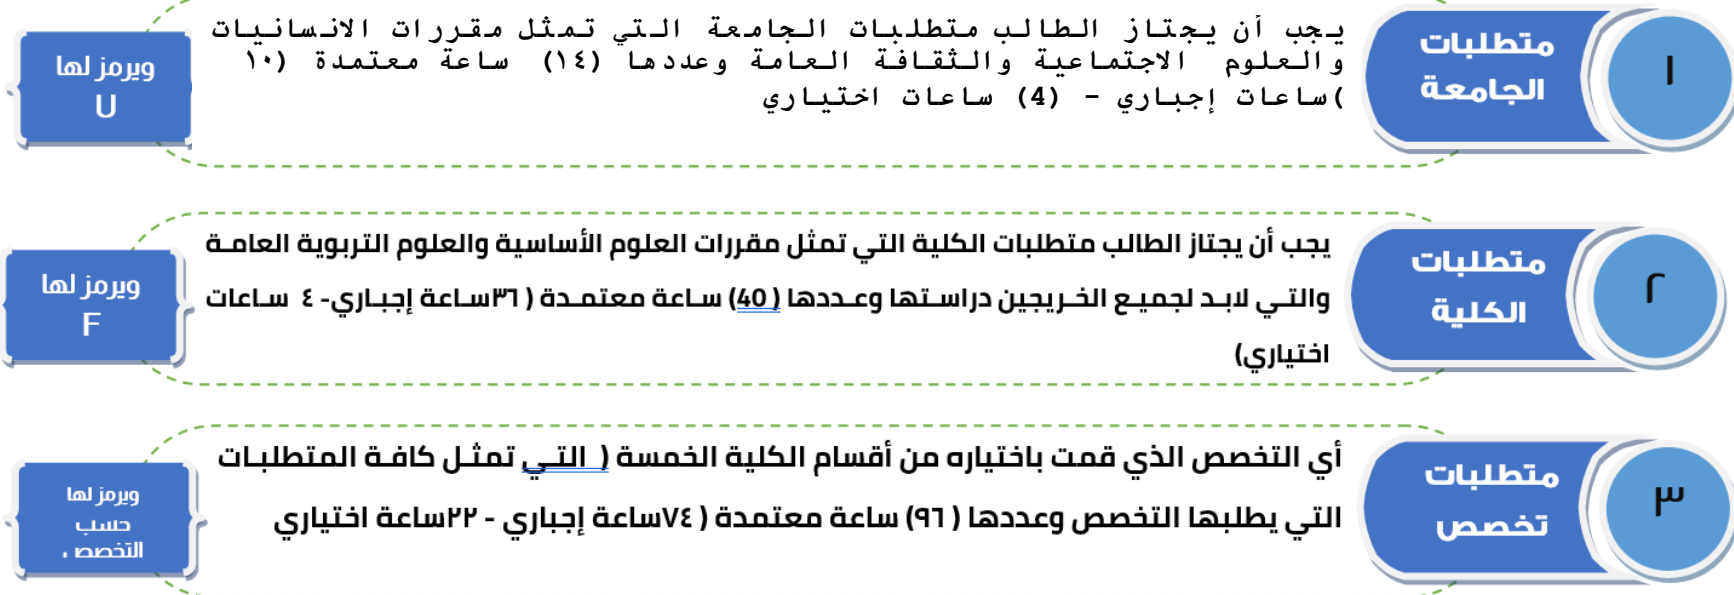 ١
متطلبات
الجامعة
يجب أن يجتاز الطالب متطلبات الجامعة التي تمثل مقررات الانسانيات
والعلوم الاجتماعية والثقافة العامة وعددها (١٤) ساعة معتمدة (١٠
)ساعات إجباري - (4) ساعات اختياري
ويرمز لها
U
٢
متطلبات
الكلية
يجب أن يجتاز الطالب متطلبات الكلية التي تمثل مقررات العلوم الأساسية والعلوم التربوية العامة
والتي لابد لجميع الخريجين دراستها وعددها (40) ساعة معتمدة (٣٦ساعة إجباري- ٤ ساعات
اختياري)
ويرمز لها
F
٣
متطلبات
تخصص
أي التخصص الذي قمت باختياره من أقسام الكلية الخمسة ( التي تمثل كافة المتطلبات
التي يطلبها التخصص وعددها (٩٦) ساعة معتمدة (٧٤ساعة إجباري - ٢٢ساعة اختياري
ويرمز لها
حسب
التخصص ،